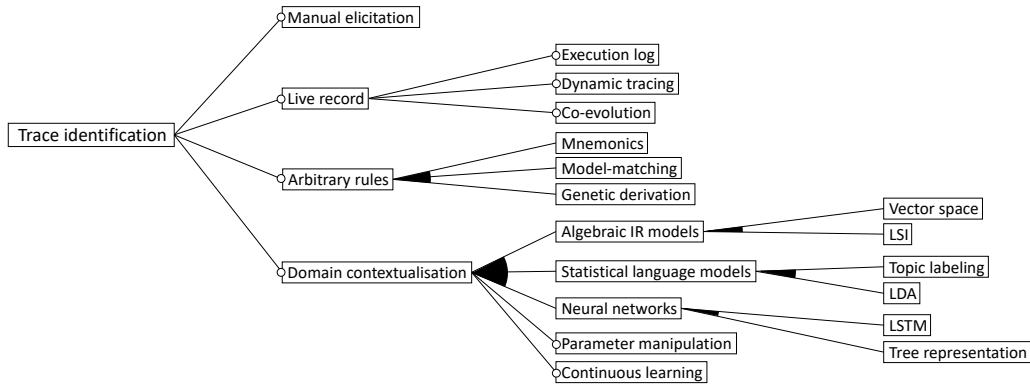 Manual elicitation
Execution log
Live record
Dynamic tracing
Co-evolution
Trace identification
Mnemonics
Model-matching
Arbitrary rules
Genetic derivation
Vector space
Algebraic IR models
LSI
Domain contextualisation
Statistical language models
Topic labeling
LDA
Neural networks
LSTM
Parameter manipulation
Tree representation
Continuous learning